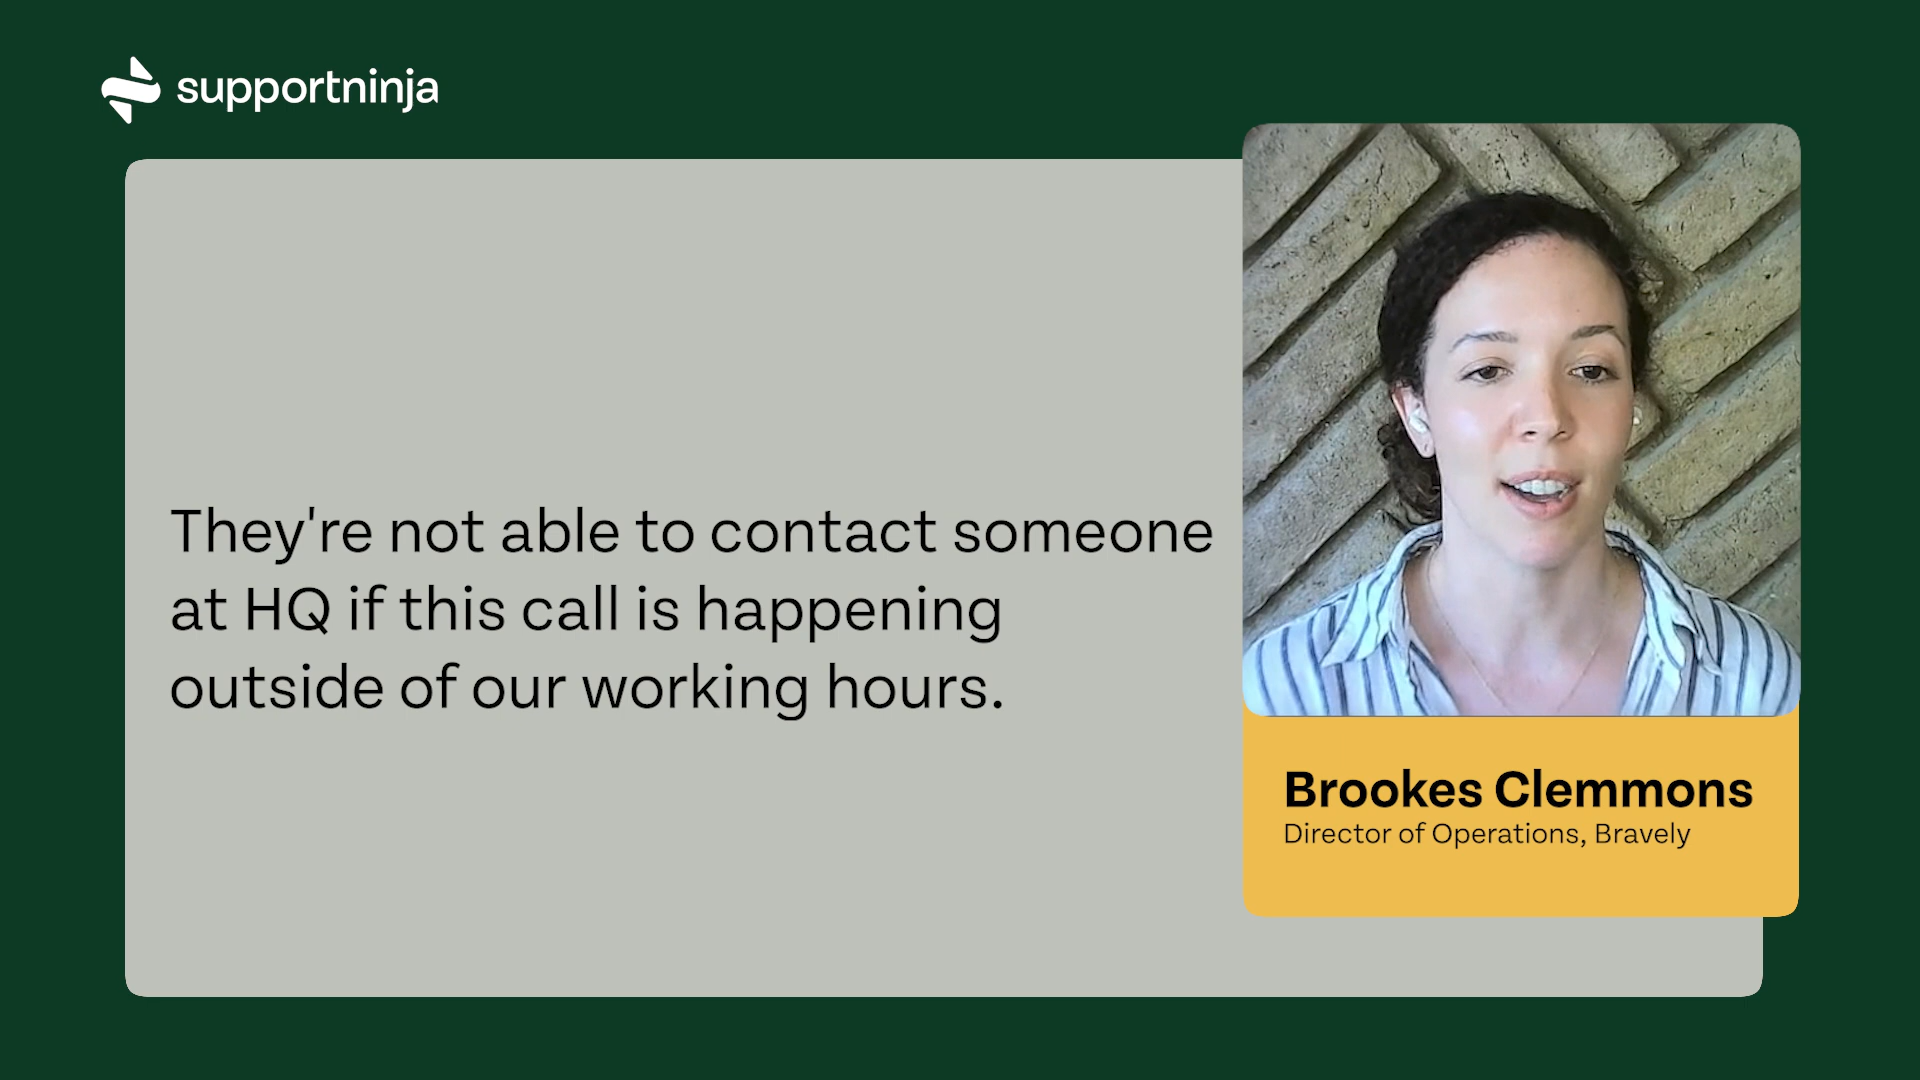 supportninja
They're not able to contact someone
at HQ if this call is happening
outside of our working hours.
Brookes Clemmons
Director of Operations, Bravely